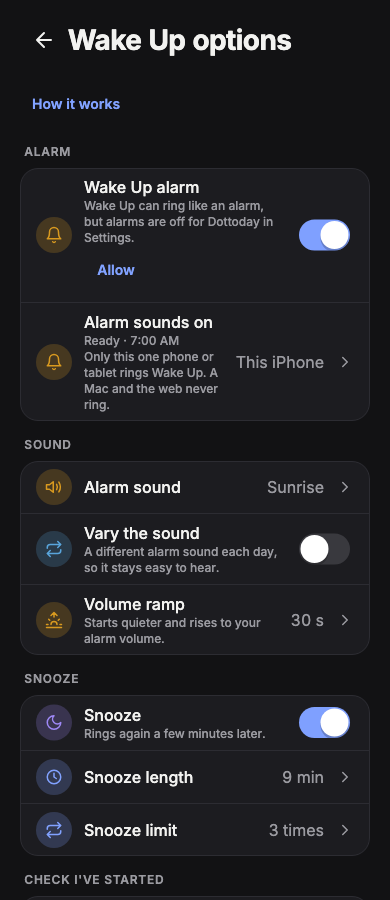 Wake Up options
How it works
ALARM
Wake Up alarm
Wake Up can ring like an alarm,
but alarms are off for Dottoday in
Settings.
Allow
Alarm sounds on
Ready · 7:00 AM
Only this one phone or
tablet rings Wake Up. A
Mac and the web never
ring.
This iPhone
SOUND
Alarm sound
Sunrise
Vary the sound
A different alarm sound each day,
so it stays easy to hear.
Volume ramp
Starts quieter and rises to your
alarm volume.
30 s
SNOOZE
Snooze
Rings again a few minutes later.
Snooze length
9 min
Snooze limit
3 times
CHECK I'VE STARTED